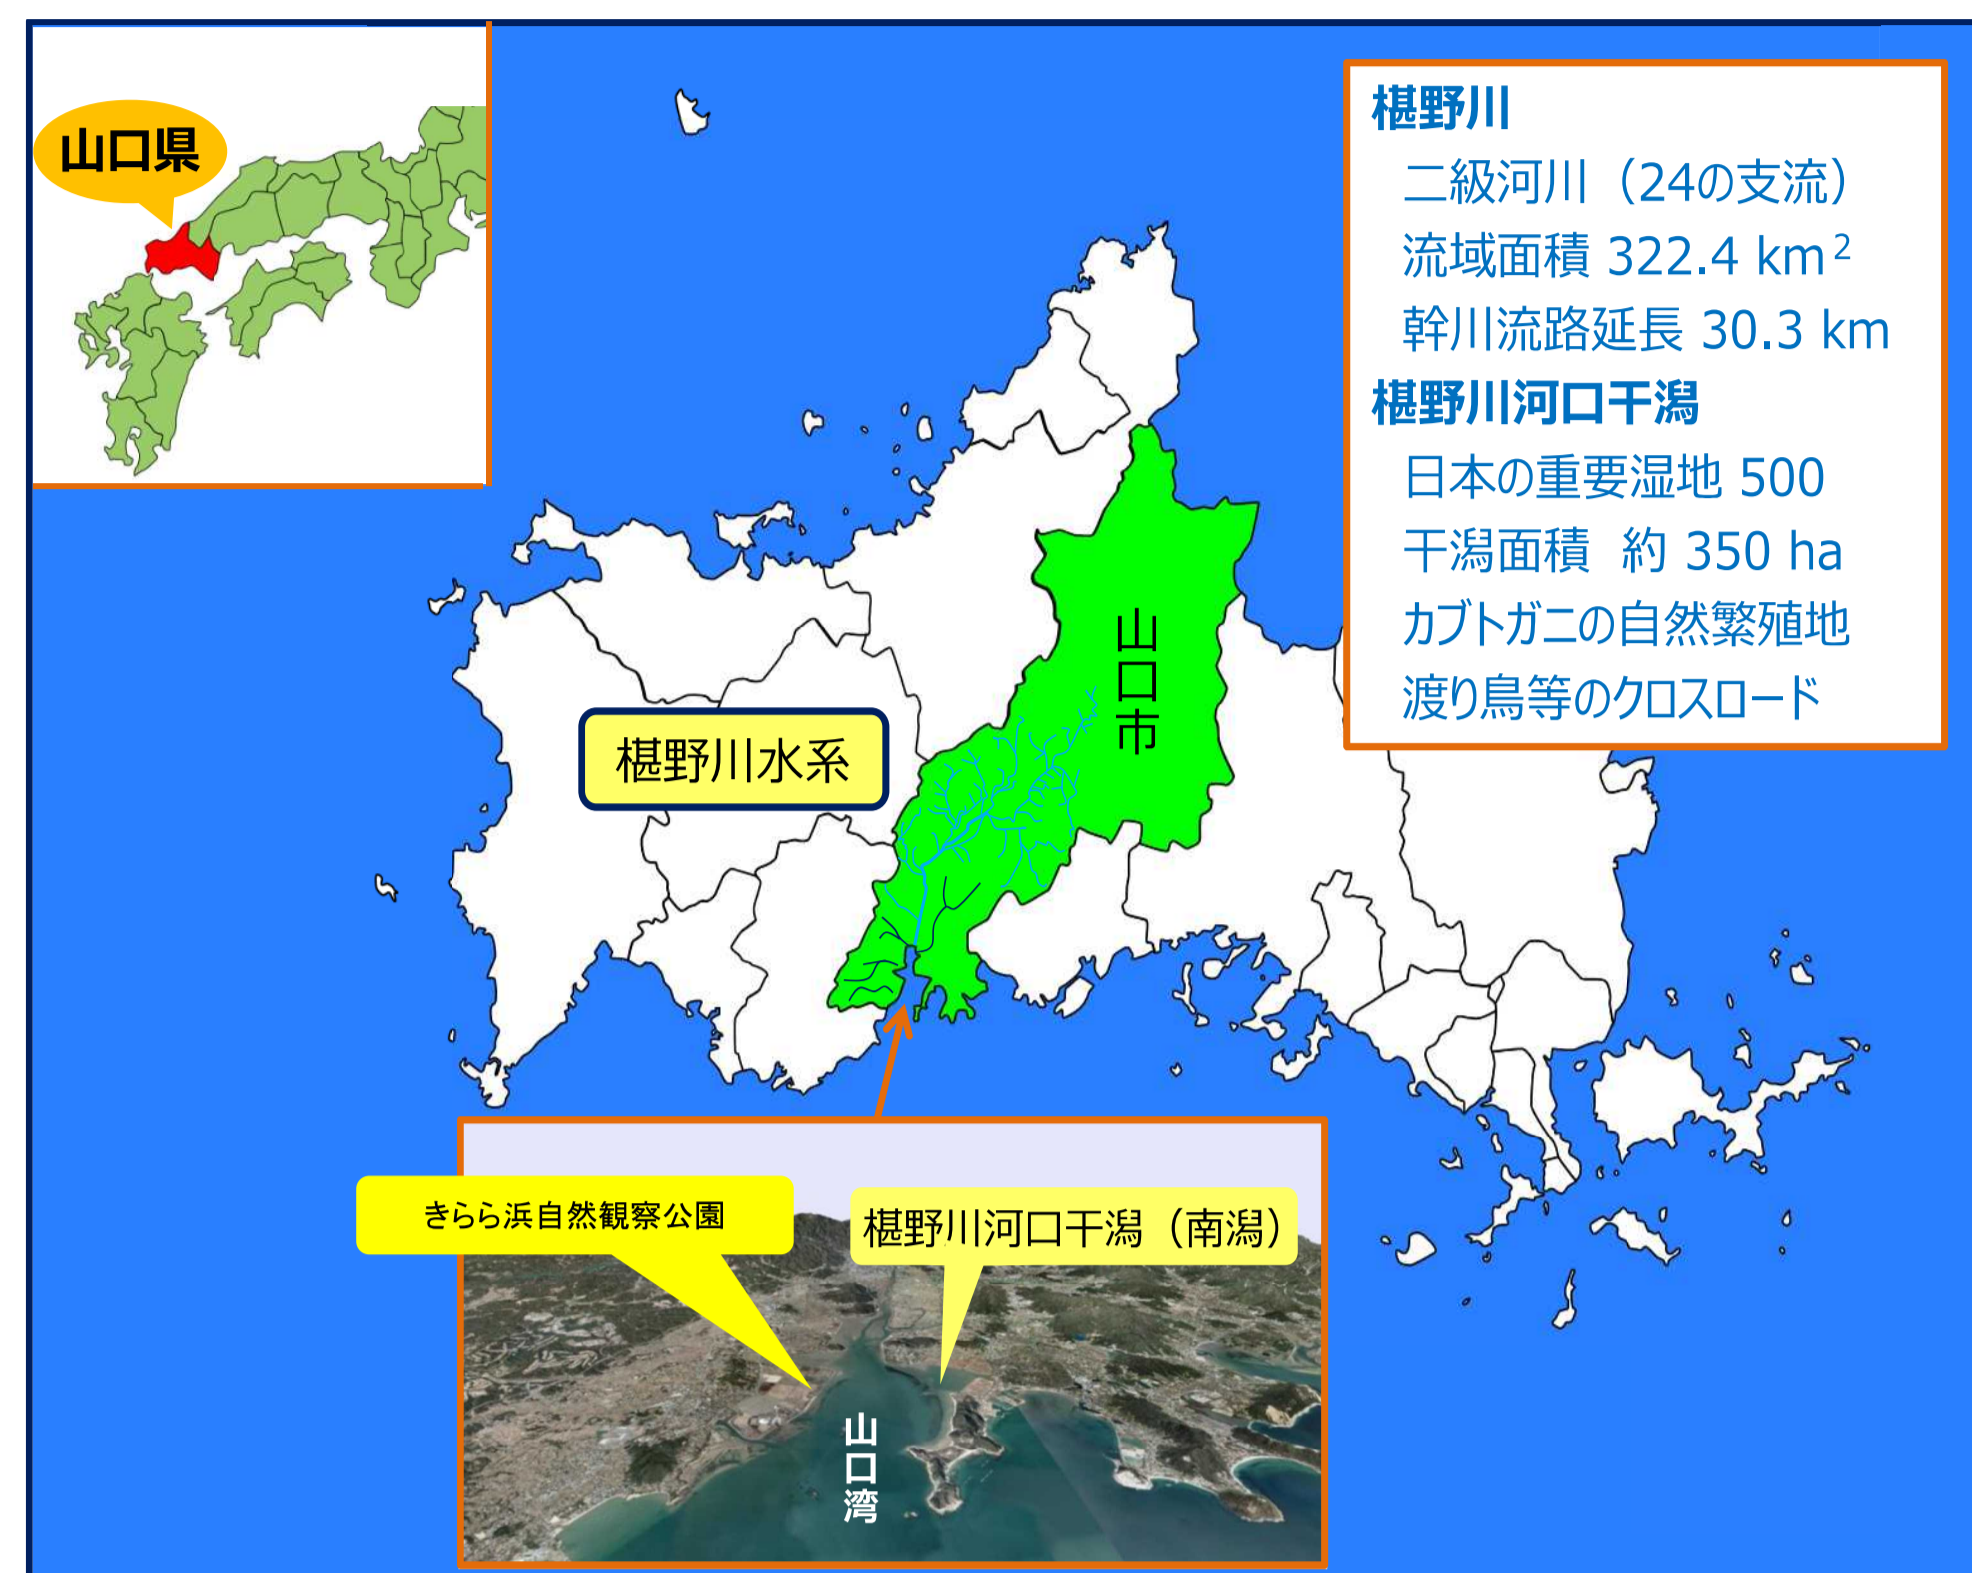 山口県
椹野川
二級河川（24の支流）
流域面積 322.4 km²
幹川流路延長 30.3 km
椹野川河口干潟
日本の重要湿地 500
干潟面積 約 350 ha
カブトガニの自然繁殖地
渡り鳥等のクロスロード
山口市
椹野川水系
きらら浜自然観察公園
椹野川河口干潟（南潟）
山口湾